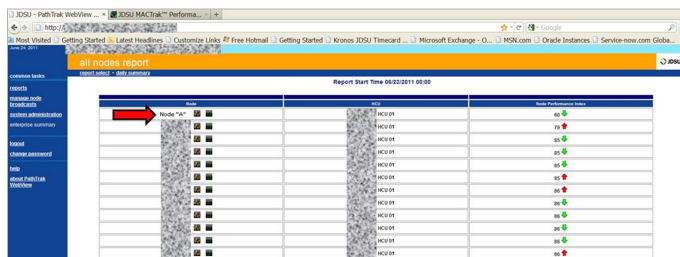 JDSU - PathTrak WebView ... × JDSU MACTrak™ Performa... × +
http://
Google
Most Visited Getting Started Latest Headlines Customize Links Free Hotmail Getting Started Kronos JDSU Timecard ... Microsoft Exchange - O... MSN.com Oracle Instances Service-now.com Globa...
June 24, 2011
all nodes report
JDSU
common tasks
report select - daily summary
Report Start Time 06/23/2011 00:00
reports
manage node
broadcasts
system administration
enterprise summary
logout
change password
help
about PathTrak
WebView
Node HCU Node Performance Index
Node "A" HCU 01
HCU 01 79
HCU 01 85
HCU 01 85
HCU 01 85
HCU 01 85
HCU 01 86
HCU 01 86
HCU 01 86
HCU 01 86
HCU 01 86
HCU 01 86